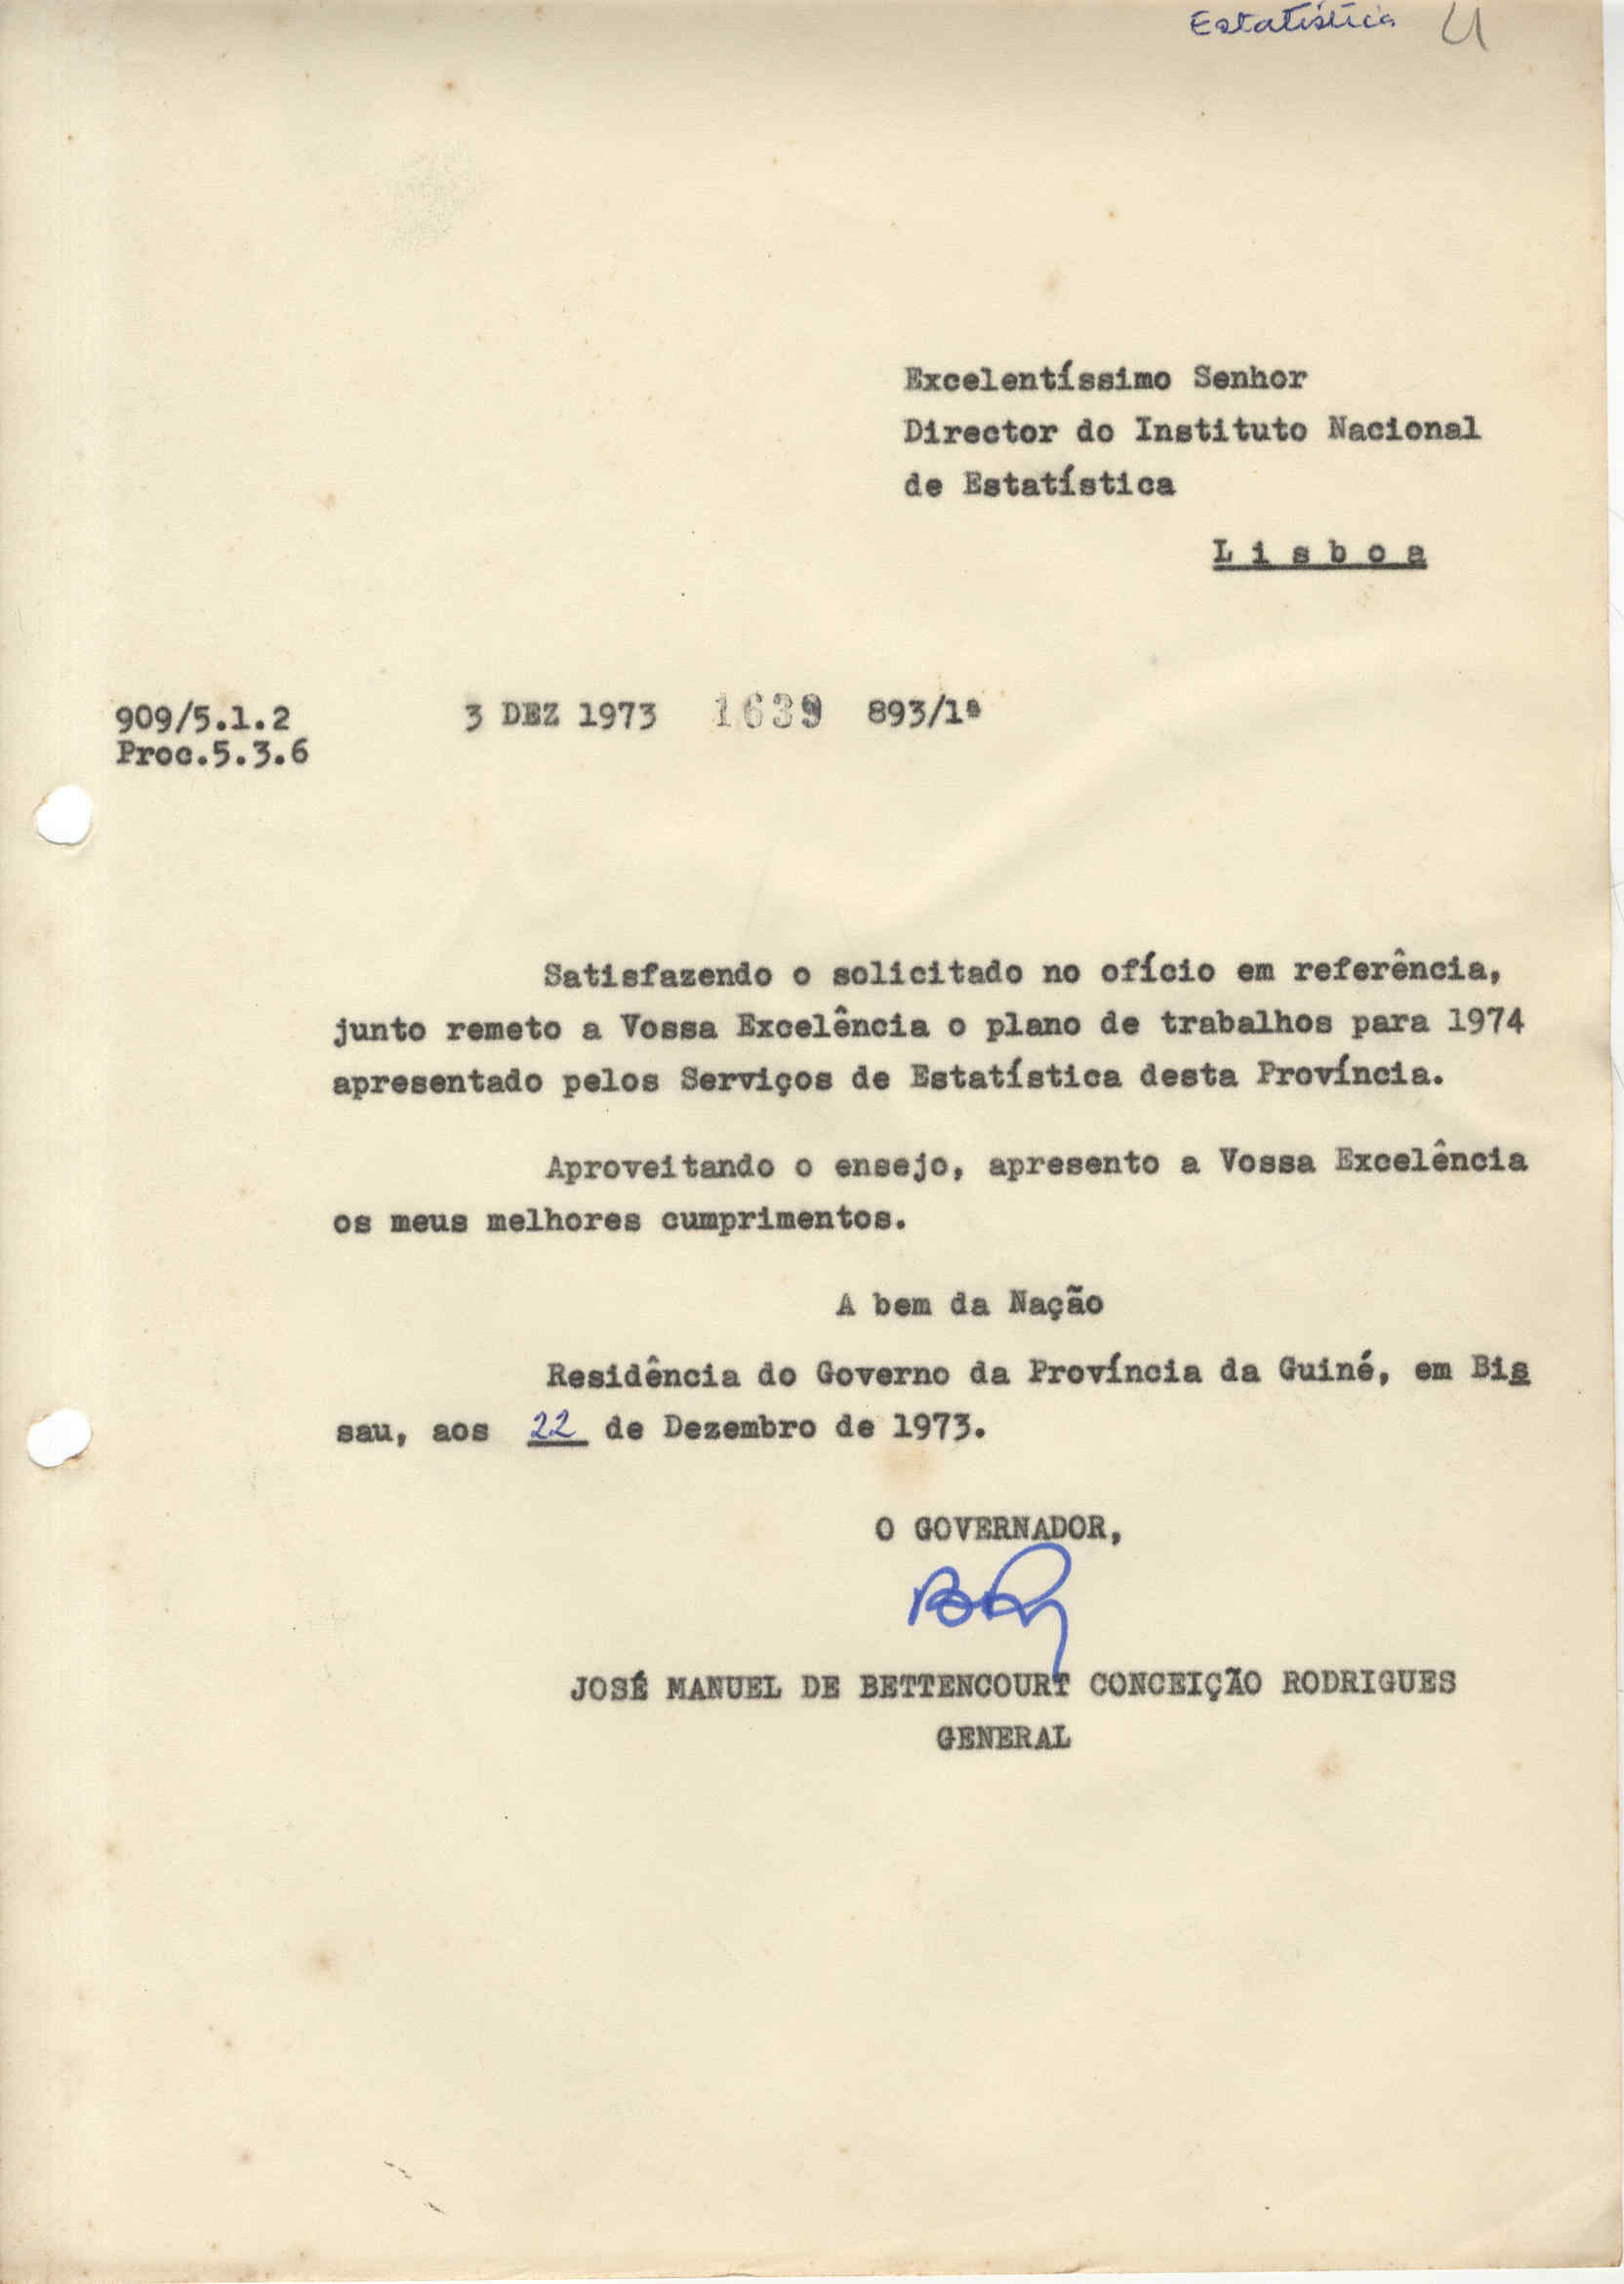 Estatística
Excelentíssimo Senhor
Director do Instituto Nacional
de Estatística
L i s b o a
909/5.1.2 3 DEZ 1973 1639 893/1ª
Proc.5.3.6
Satisfazendo o solicitado no ofício em referência,
junto remeto a Vossa Excelência o plano de trabalhos para 1974
apresentado pelos Serviços de Estatística desta Província.
Aproveitando o ensejo, apresento a Vossa Excelência
os meus melhores cumprimentos.
A bem da Nação
Residência do Governo da Província da Guiné, em Bis
sau, aos 22 de Dezembro de 1973.
O GOVERNADOR,
JOSÉ MANUEL DE BETTENCOURT CONCEIÇÃO RODRIGUES
GENERAL